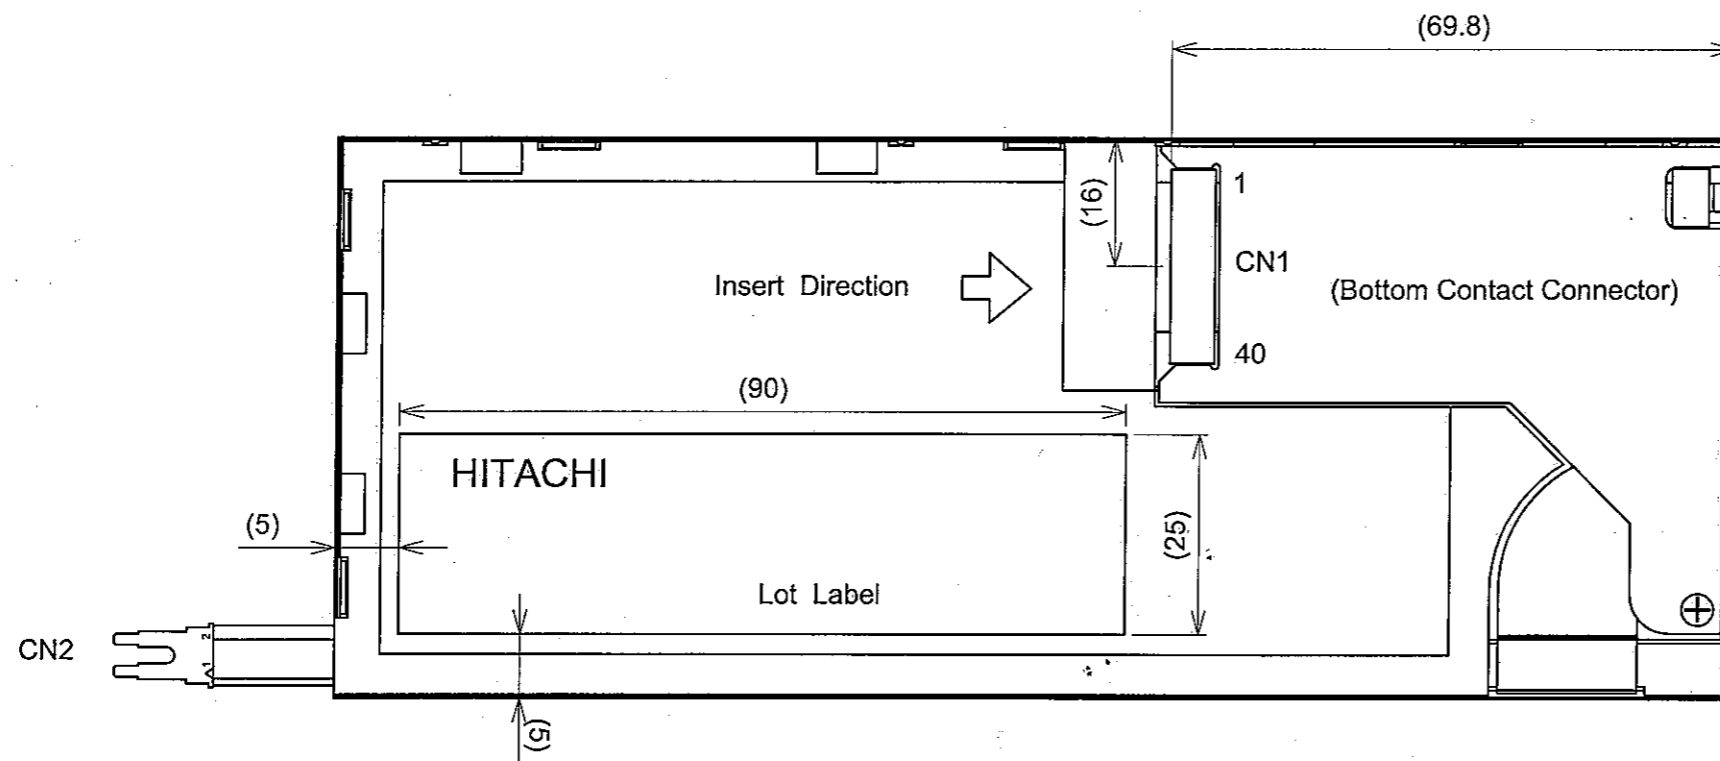 (69.8)
1
(16)
CN1
Insert Direction
(Bottom Contact Connector)
40
(90)
HITACHI
(5)
(25)
Lot Label
CN2
2
1
(5)